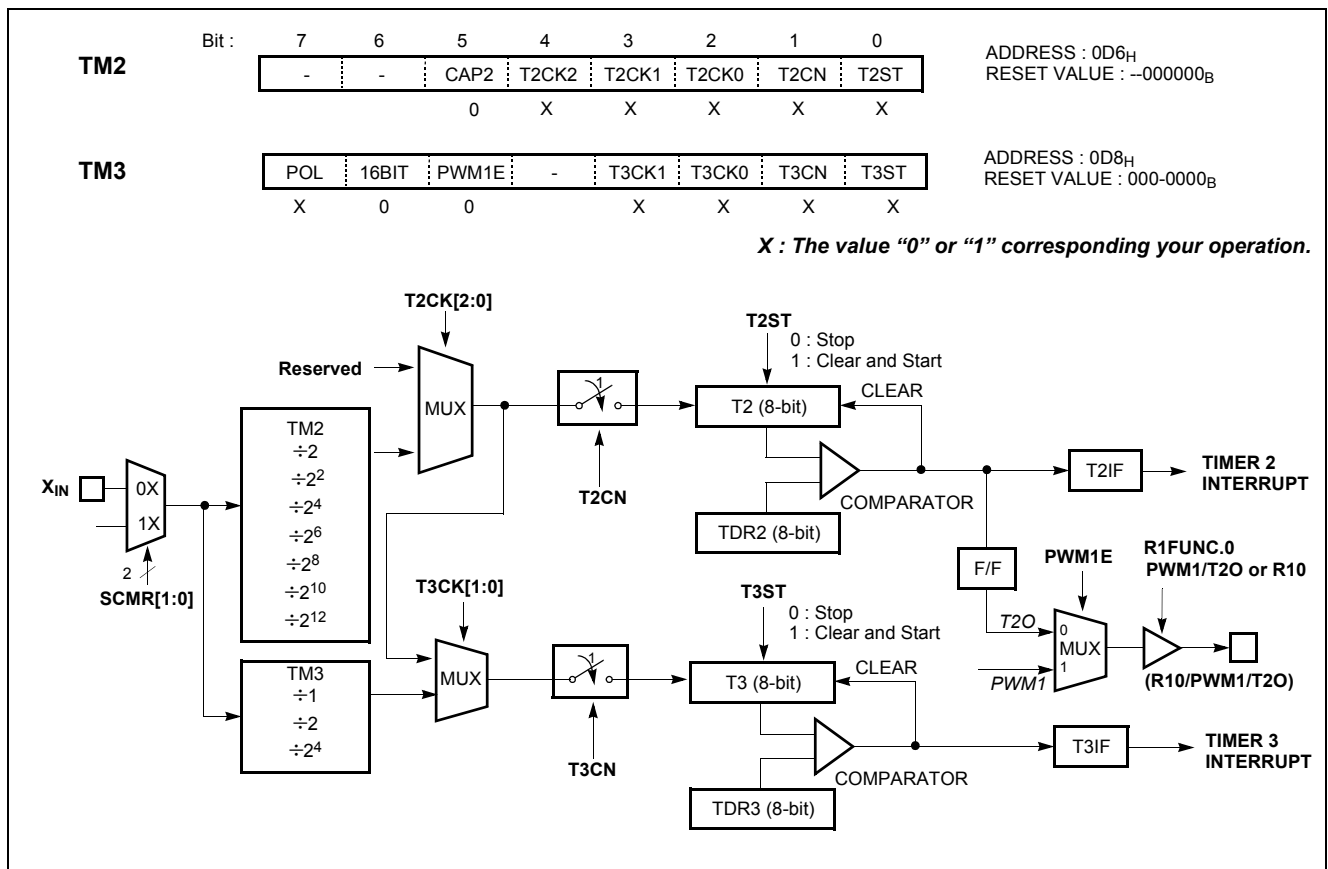 Bit : 7 6 5 4 3 2 1 0
TM2 - - CAP2 T2CK2 T2CK1 T2CK0 T2CN T2ST
ADDRESS : 0D6H
RESET VALUE : --000000B
0 X X X X X
TM3 POL 16BIT PWM1E - T3CK1 T3CK0 T3CN T3ST
ADDRESS : 0D8H
RESET VALUE : 000-0000B
X 0 0 X X X X
X : The value “0” or “1” corresponding your operation.
T2CK[2:0]
Reserved
MUX
TM2
÷2
÷2²
÷2⁴
÷2⁶
÷2⁸
÷2¹⁰
÷2¹²
XIN
0X
1X
2
SCMR[1:0]
1
T2CN
T2ST
0 : Stop
1 : Clear and Start
T2 (8-bit)
CLEAR
COMPARATOR
TDR2 (8-bit)
T2IF
TIMER 2
INTERRUPT
F/F
PWM1E
R1FUNC.0
PWM1/T2O or R10
T2O
0
MUX
1
PWM1
(R10/PWM1/T2O)
T3CK[1:0]
MUX
TM3
÷1
÷2
÷2⁴
1
T3CN
T3ST
0 : Stop
1 : Clear and Start
T3 (8-bit)
CLEAR
COMPARATOR
TDR3 (8-bit)
T3IF
TIMER 3
INTERRUPT